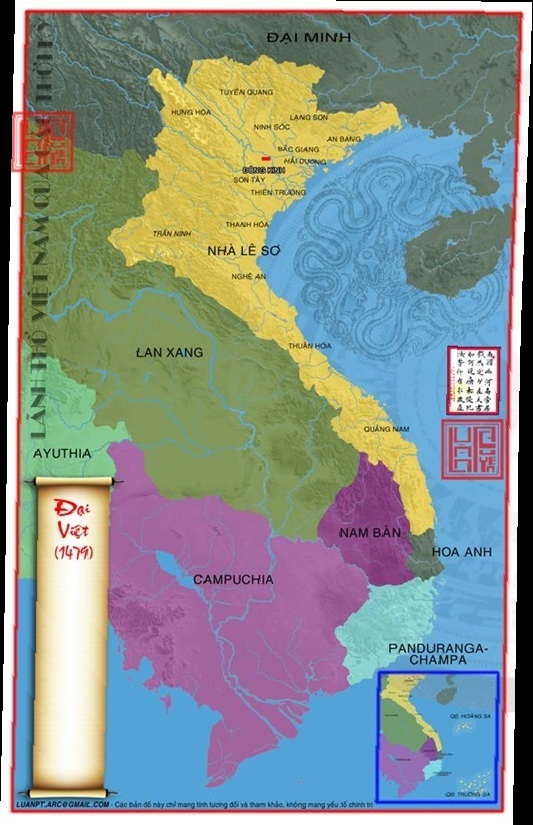 ĐẠI MINH
TUYÊN QUANG
HƯNG HÓA
LẠNG SƠN
NINH SÓC
AN BANG
BẮC GIANG
HẢI DƯƠNG
ĐÔNG KINH
SƠN TÂY
THIÊN TRƯỜNG
THANH HÓA
TRẤN NINH
NHÀ LÊ SƠ
NGHỆ AN
LAN XANG
THUẬN HÓA
QUẢNG NAM
AYUTHIA
NAM BÀN
HOA ANH
CAMPUCHIA
PANDURANGA-
CHAMPA
Đại
Việt
(1479)
QĐ. HOÀNG SA
QĐ. TRƯỜNG SA
LUANPT.ARC@GMAIL.COM - Các bản đồ này chỉ mang tính tương đối và tham khảo, không mang yếu tố chính trị
LÃNH THỔ VIỆT NAM QUA